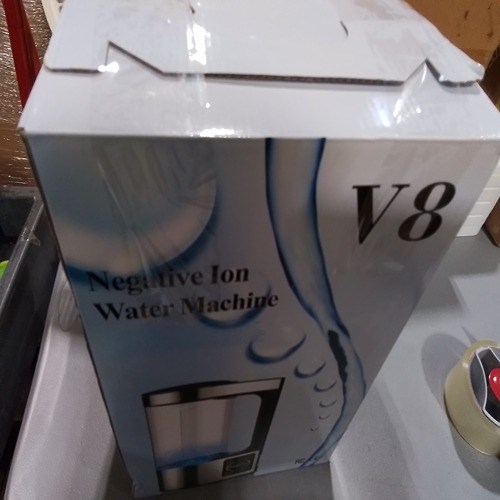 V8
Negative Ion
Water Machine